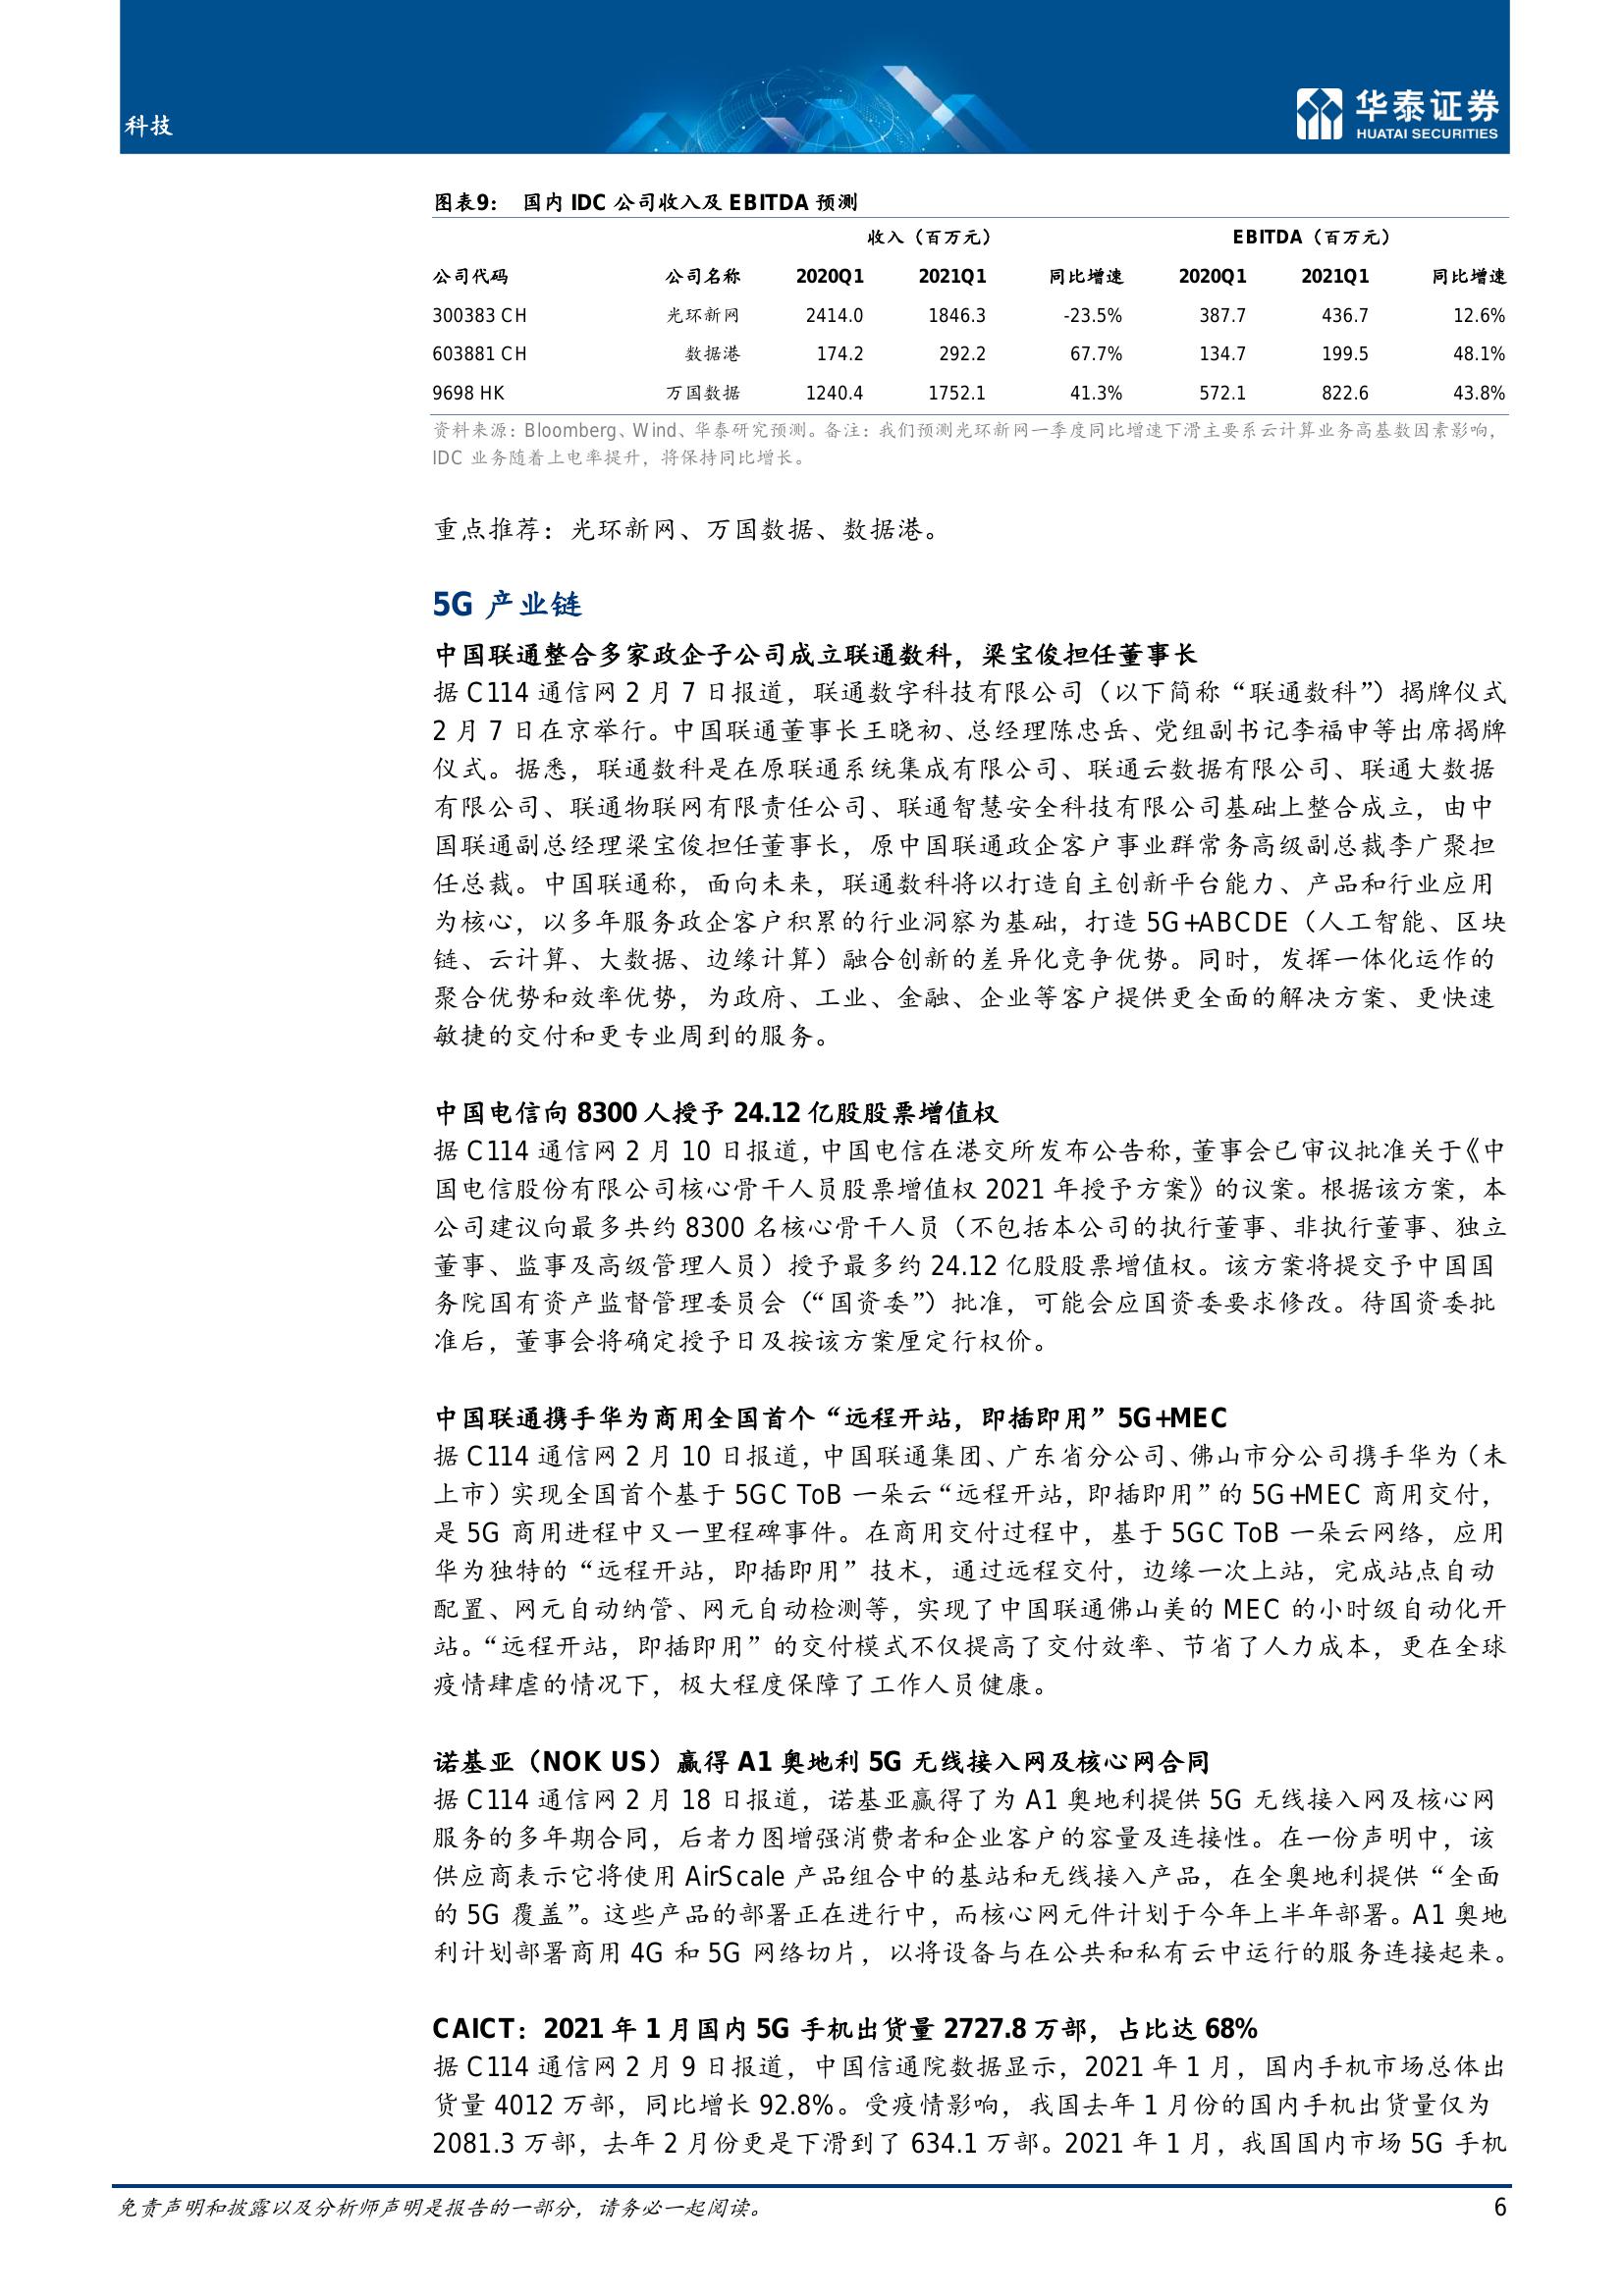 科技
华泰证券
HUATAI SECURITIES
图表9： 国内 IDC 公司收入及 EBITDA 预测
收入（百万元） EBITDA（百万元）
公司代码 公司名称 2020Q1 2021Q1 同比增速 2020Q1 2021Q1 同比增速
300383 CH 光环新网 2414.0 1846.3 -23.5% 387.7 436.7 12.6%
603881 CH 数据港 174.2 292.2 67.7% 134.7 199.5 48.1%
9698 HK 万国数据 1240.4 1752.1 41.3% 572.1 822.6 43.8%
资料来源：Bloomberg、Wind、华泰研究预测。备注：我们预测光环新网一季度同比增速下滑主要系云计算业务高基数因素影响，
IDC 业务随着上电率提升，将保持同比增长。
重点推荐：光环新网、万国数据、数据港。
5G 产业链
中国联通整合多家政企子公司成立联通数科，梁宝俊担任董事长
据 C114 通信网 2 月 7 日报道，联通数字科技有限公司（以下简称“联通数科”）揭牌仪式
2 月 7 日在京举行。中国联通董事长王晓初、总经理陈忠岳、党组副书记李福申等出席揭牌
仪式。据悉，联通数科是在原联通系统集成有限公司、联通云数据有限公司、联通大数据
有限公司、联通物联网有限责任公司、联通智慧安全科技有限公司基础上整合成立，由中
国联通副总经理梁宝俊担任董事长，原中国联通政企客户事业群常务高级副总裁李广聚担
任总裁。中国联通称，面向未来，联通数科将以打造自主创新平台能力、产品和行业应用
为核心，以多年服务政企客户积累的行业洞察为基础，打造 5G+ABCDE（人工智能、区块
链、云计算、大数据、边缘计算）融合创新的差异化竞争优势。同时，发挥一体化运作的
聚合优势和效率优势，为政府、工业、金融、企业等客户提供更全面的解决方案、更快速
敏捷的交付和更专业周到的服务。
中国电信向 8300 人授予 24.12 亿股股票增值权
据 C114 通信网 2 月 10 日报道，中国电信在港交所发布公告称，董事会已审议批准关于《中
国电信股份有限公司核心骨干人员股票增值权 2021 年授予方案》的议案。根据该方案，本
公司建议向最多共约 8300 名核心骨干人员（不包括本公司的执行董事、非执行董事、独立
董事、监事及高级管理人员）授予最多约 24.12 亿股股票增值权。该方案将提交予中国国
务院国有资产监督管理委员会（“国资委”）批准，可能会应国资委要求修改。待国资委批
准后，董事会将确定授予日及按该方案厘定行权价。
中国联通携手华为商用全国首个“远程开站，即插即用”5G+MEC
据 C114 通信网 2 月 10 日报道，中国联通集团、广东省分公司、佛山市分公司携手华为（未
上市）实现全国首个基于 5GC ToB 一朵云“远程开站，即插即用”的 5G+MEC 商用交付，
是 5G 商用进程中又一里程碑事件。在商用交付过程中，基于 5GC ToB 一朵云网络，应用
华为独特的“远程开站，即插即用”技术，通过远程交付，边缘一次上站，完成站点自动
配置、网元自动纳管、网元自动检测等，实现了中国联通佛山美的 MEC 的小时级自动化开
站。“远程开站，即插即用”的交付模式不仅提高了交付效率、节省了人力成本，更在全球
疫情肆虐的情况下，极大程度保障了工作人员健康。
诺基亚（NOK US）赢得 A1 奥地利 5G 无线接入网及核心网合同
据 C114 通信网 2 月 18 日报道，诺基亚赢得了为 A1 奥地利提供 5G 无线接入网及核心网
服务的多年期合同，后者力图增强消费者和企业客户的容量及连接性。在一份声明中，该
供应商表示它将使用 AirScale 产品组合中的基站和无线接入产品，在全奥地利提供“全面
的 5G 覆盖”。这些产品的部署正在进行中，而核心网元件计划于今年上半年部署。A1 奥地
利计划部署商用 4G 和 5G 网络切片，以将设备与在公共和私有云中运行的服务连接起来。
CAICT：2021 年 1 月国内 5G 手机出货量 2727.8 万部，占比达 68%
据 C114 通信网 2 月 9 日报道，中国信通院数据显示，2021 年 1 月，国内手机市场总体出
货量 4012 万部，同比增长 92.8%。受疫情影响，我国去年 1 月份的国内手机出货量仅为
2081.3 万部，去年 2 月份更是下滑到了 634.1 万部。2021 年 1 月，我国国内市场 5G 手机
免责声明和披露以及分析师声明是报告的一部分，请务必一起阅读。 6